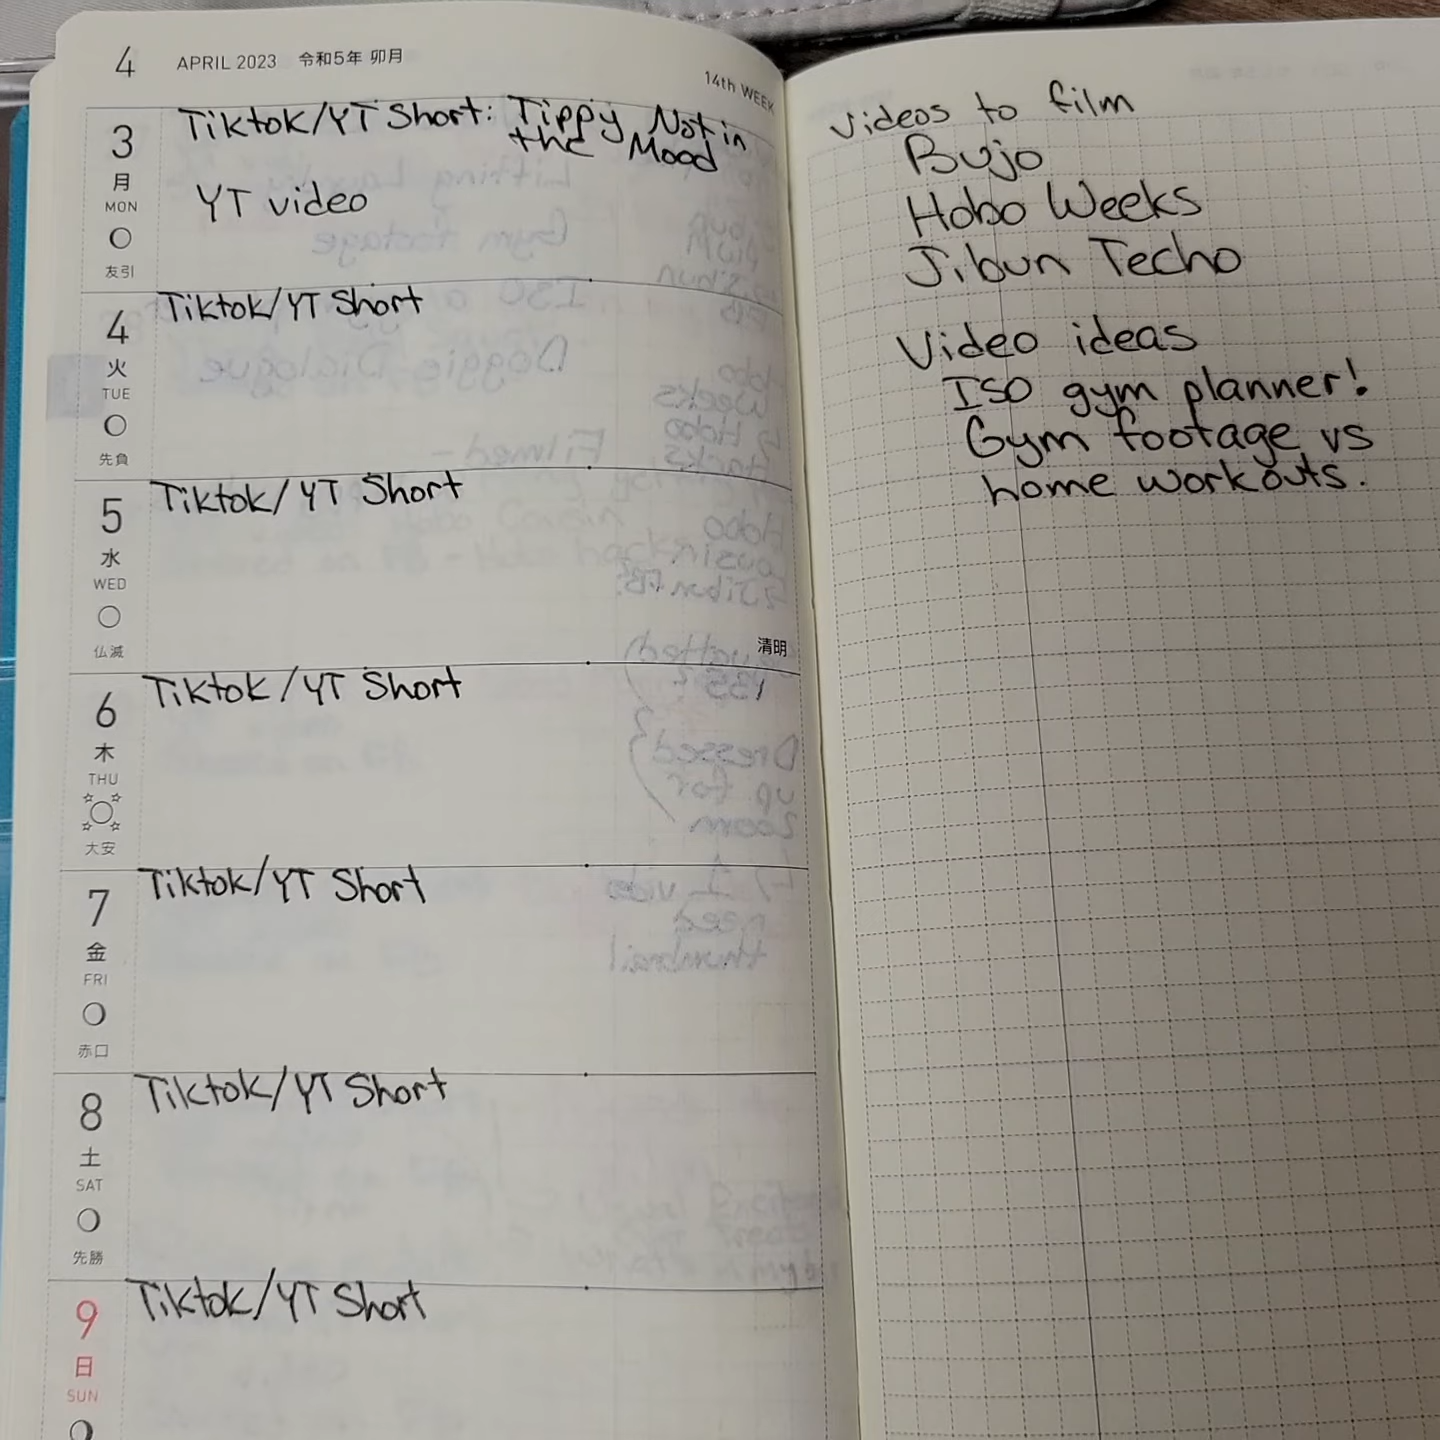 4 APRIL 2023 令和5年 卯月
14th WEEK
3
月
MON
友引
Tiktok/YT Short: Tippy Not in
the Mood
YT video
4
火
TUE
先負
Tiktok/YT Short
5
水
WED
仏滅
Tiktok/YT Short
清明
6
木
THU
大安
Tiktok/YT Short
7
金
FRI
赤口
Tiktok/YT Short
8
土
SAT
先勝
Tiktok/YT Short
9
日
SUN
Tiktok/YT Short
Videos to film
Bujo
Hobo Weeks
Jibun Techo
Video ideas
ISO gym planner!
Gym footage vs
home workouts.